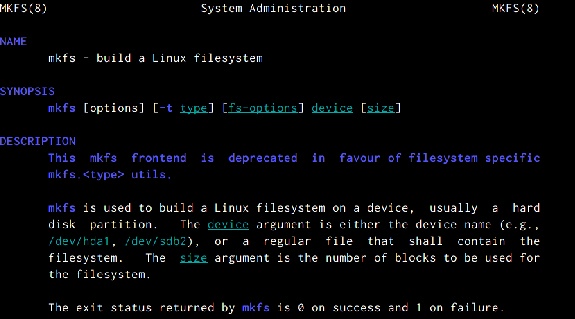 MKFS(8) System Administration MKFS(8)
NAME
mkfs - build a Linux filesystem
SYNOPSIS
mkfs [options] [-t type] [fs-options] device [size]
DESCRIPTION
This mkfs frontend is deprecated in favour of filesystem specific
mkfs.<type> utils.
mkfs is used to build a Linux filesystem on a device, usually a hard
disk partition. The device argument is either the device name (e.g.,
/dev/hda1, /dev/sdb2), or a regular file that shall contain the
filesystem. The size argument is the number of blocks to be used for
the filesystem.
The exit status returned by mkfs is 0 on success and 1 on failure.